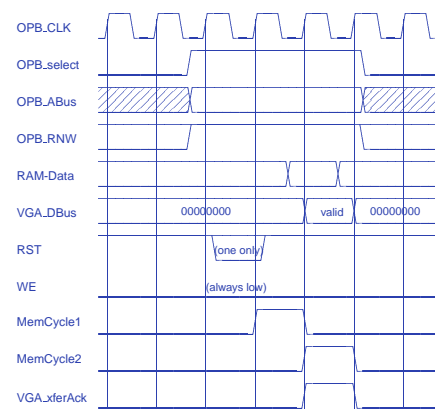 OPB_CLK
OPB_select
OPB_ABus
OPB_RNW
RAM-Data
VGA_DBus 00000000 valid 00000000
RST (one only)
WE (always low)
MemCycle1
MemCycle2
VGA_xferAck